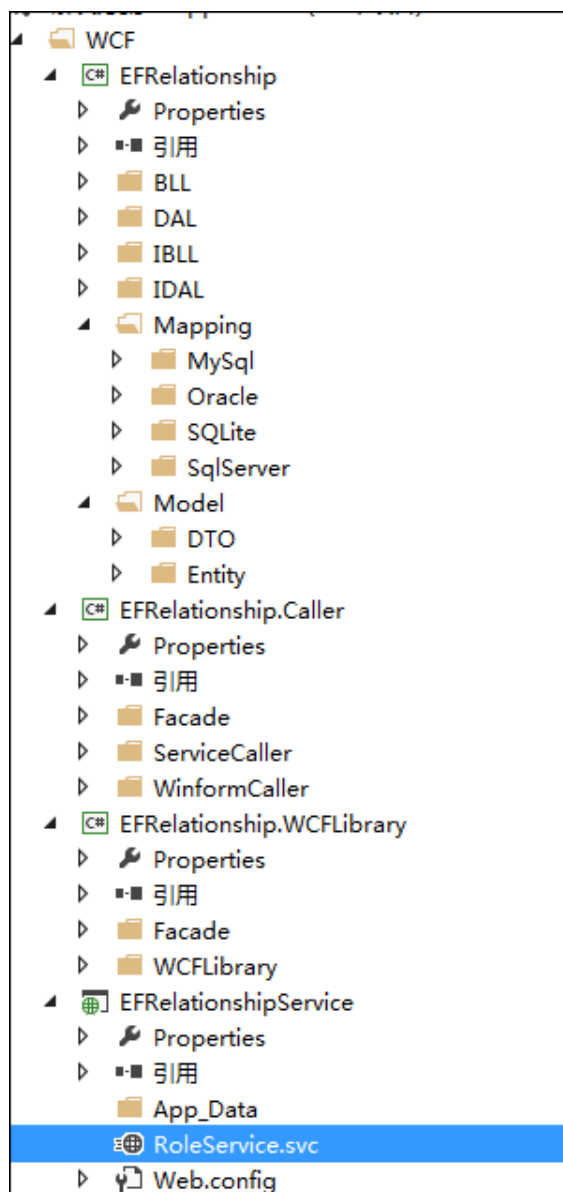 WCF
C# EFRelationship
Properties
引用
BLL
DAL
IBLL
IDAL
Mapping
MySql
Oracle
SQLite
SqlServer
Model
DTO
Entity
C# EFRelationship.Caller
Properties
引用
Facade
ServiceCaller
WinformCaller
C# EFRelationship.WCFLibrary
Properties
引用
Facade
WCFLibrary
EFRelationshipService
Properties
引用
App_Data
RoleService.svc
Web.config